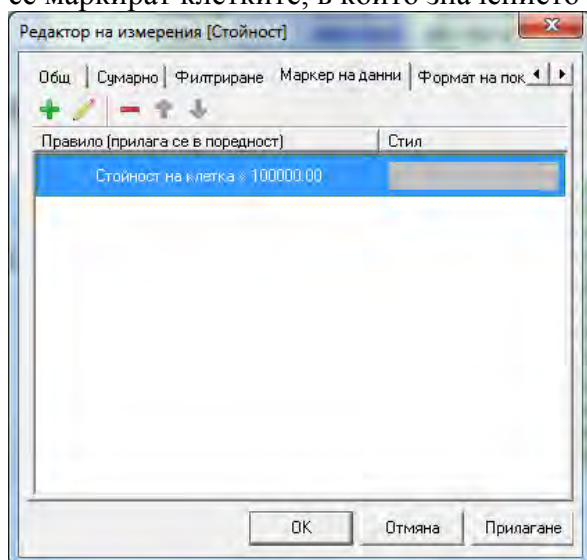 се маркират клетките, в които значението
Редактор на измерения [Стойност]
Общ Сумарно Филтриране Маркер на данни Формат на пок
Правило (прилага се в поредност) Стил
Стойност на клетка < 100000.00
OK Отмяна Прилагане